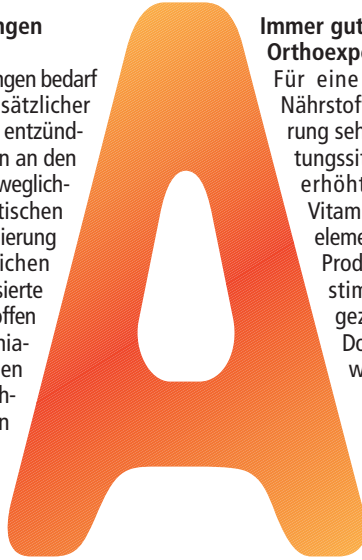 ngen
ngen bedarf
sätzlicher
entzünd-
n an den
weglich-
tischen
ierung
ichen
sierte
offen
nia-
en
h-
n
Immer gut
Orthoexpe
Für eine
Nährstof
rung seh
tungssit
erhöht
Vitam
eleme
Prod
stim
gez
Do
w
A